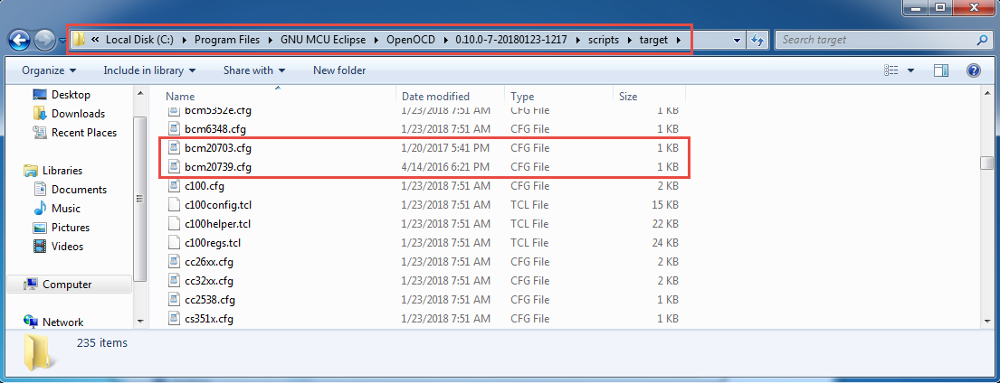 « Local Disk (C:) Program Files GNU MCU Eclipse OpenOCD 0.10.0-7-20180123-1217 scripts target Search target
Organize Include in library Share with New folder
Name Date modified Type Size
Desktop
Downloads
Recent Places
Libraries
Documents
Music
Pictures
Videos
Computer
Network
bcm5352e.cfg 1/23/2018 7:51 AM CFG File 1 KB
bcm6348.cfg 1/23/2018 7:51 AM CFG File 1 KB
bcm20703.cfg 1/20/2017 5:41 PM CFG File 1 KB
bcm20739.cfg 4/14/2016 6:21 PM CFG File 1 KB
c100.cfg 1/23/2018 7:51 AM CFG File 2 KB
c100config.tcl 1/23/2018 7:51 AM TCL File 15 KB
c100helper.tcl 1/23/2018 7:51 AM TCL File 22 KB
c100regs.tcl 1/23/2018 7:51 AM TCL File 24 KB
cc26xx.cfg 1/23/2018 7:51 AM CFG File 2 KB
cc32xx.cfg 1/23/2018 7:51 AM CFG File 2 KB
cc2538.cfg 1/23/2018 7:51 AM CFG File 1 KB
cs351x.cfg 1/23/2018 7:51 AM CFG File 1 KB
235 items